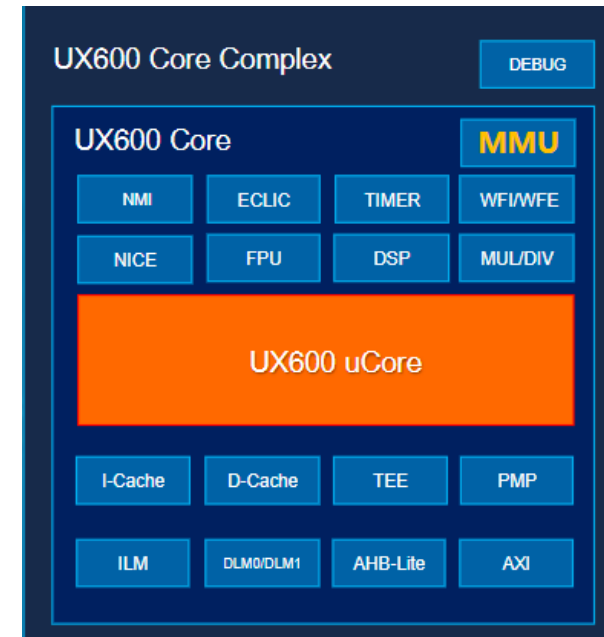 UX600 Core Complex
DEBUG
UX600 Core
MMU
NMI
ECLIC
TIMER
WFI/WFE
NICE
FPU
DSP
MUL/DIV
UX600 uCore
I-Cache
D-Cache
TEE
PMP
ILM
DLM0/DLM1
AHB-Lite
AXI